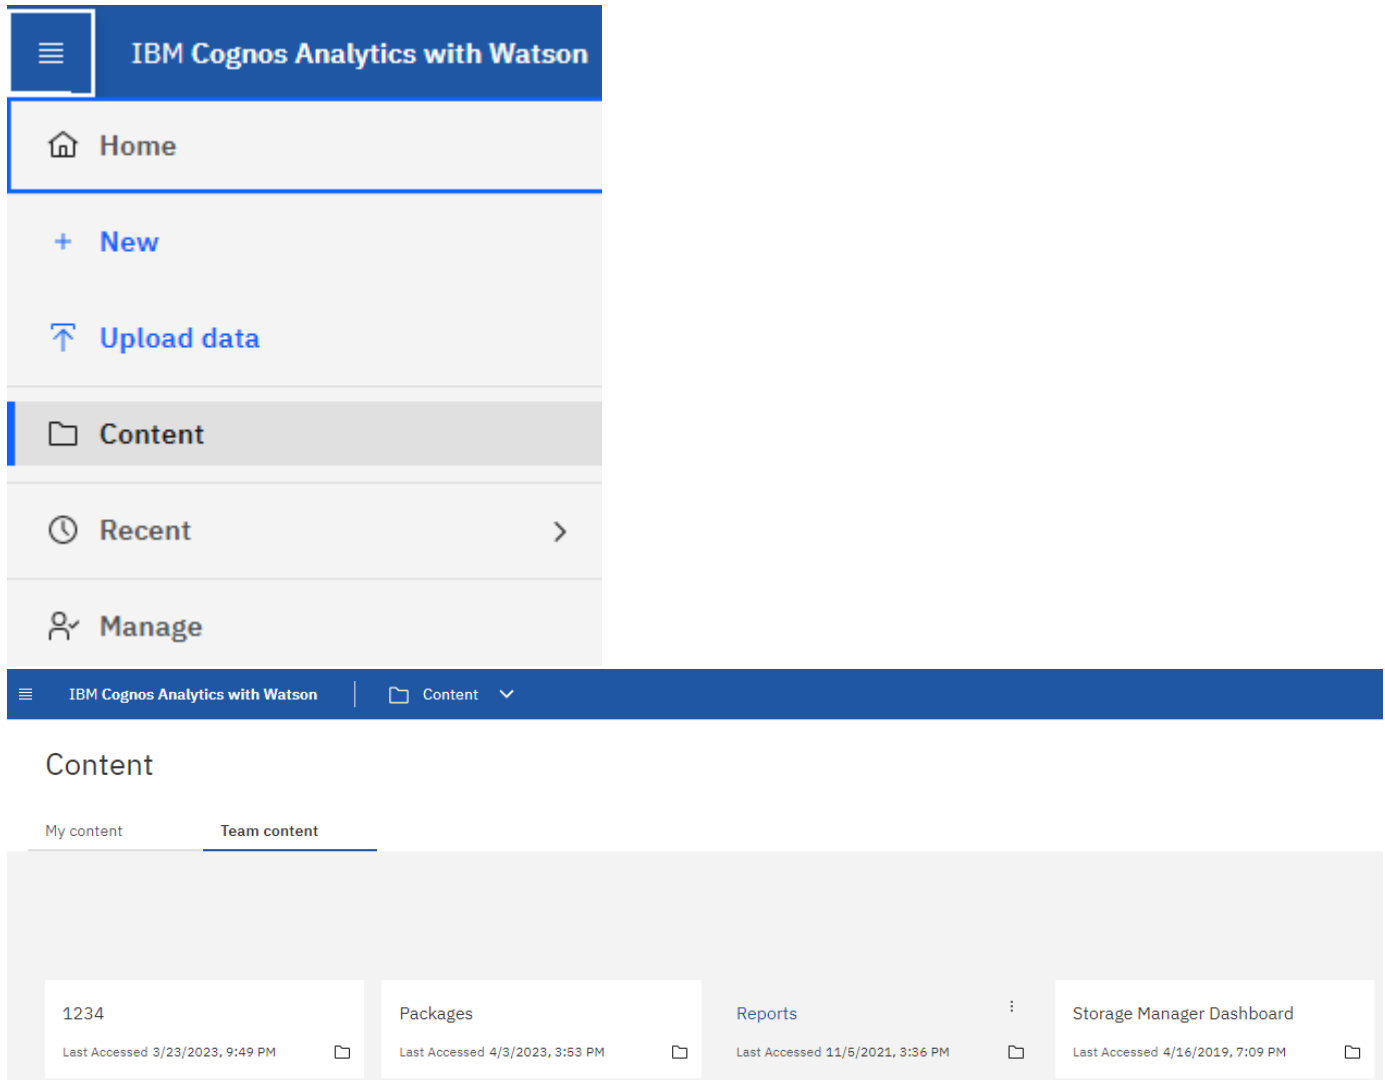 IBM Cognos Analytics with Watson
Home
New
Upload data
Content
Recent
Manage
IBM Cognos Analytics with Watson Content
Content
My content Team content
1234 Packages Reports Storage Manager Dashboard
Last Accessed 3/23/2023, 9:49 PM Last Accessed 4/3/2023, 3:53 PM Last Accessed 11/5/2021, 3:36 PM Last Accessed 4/16/2019, 7:09 PM